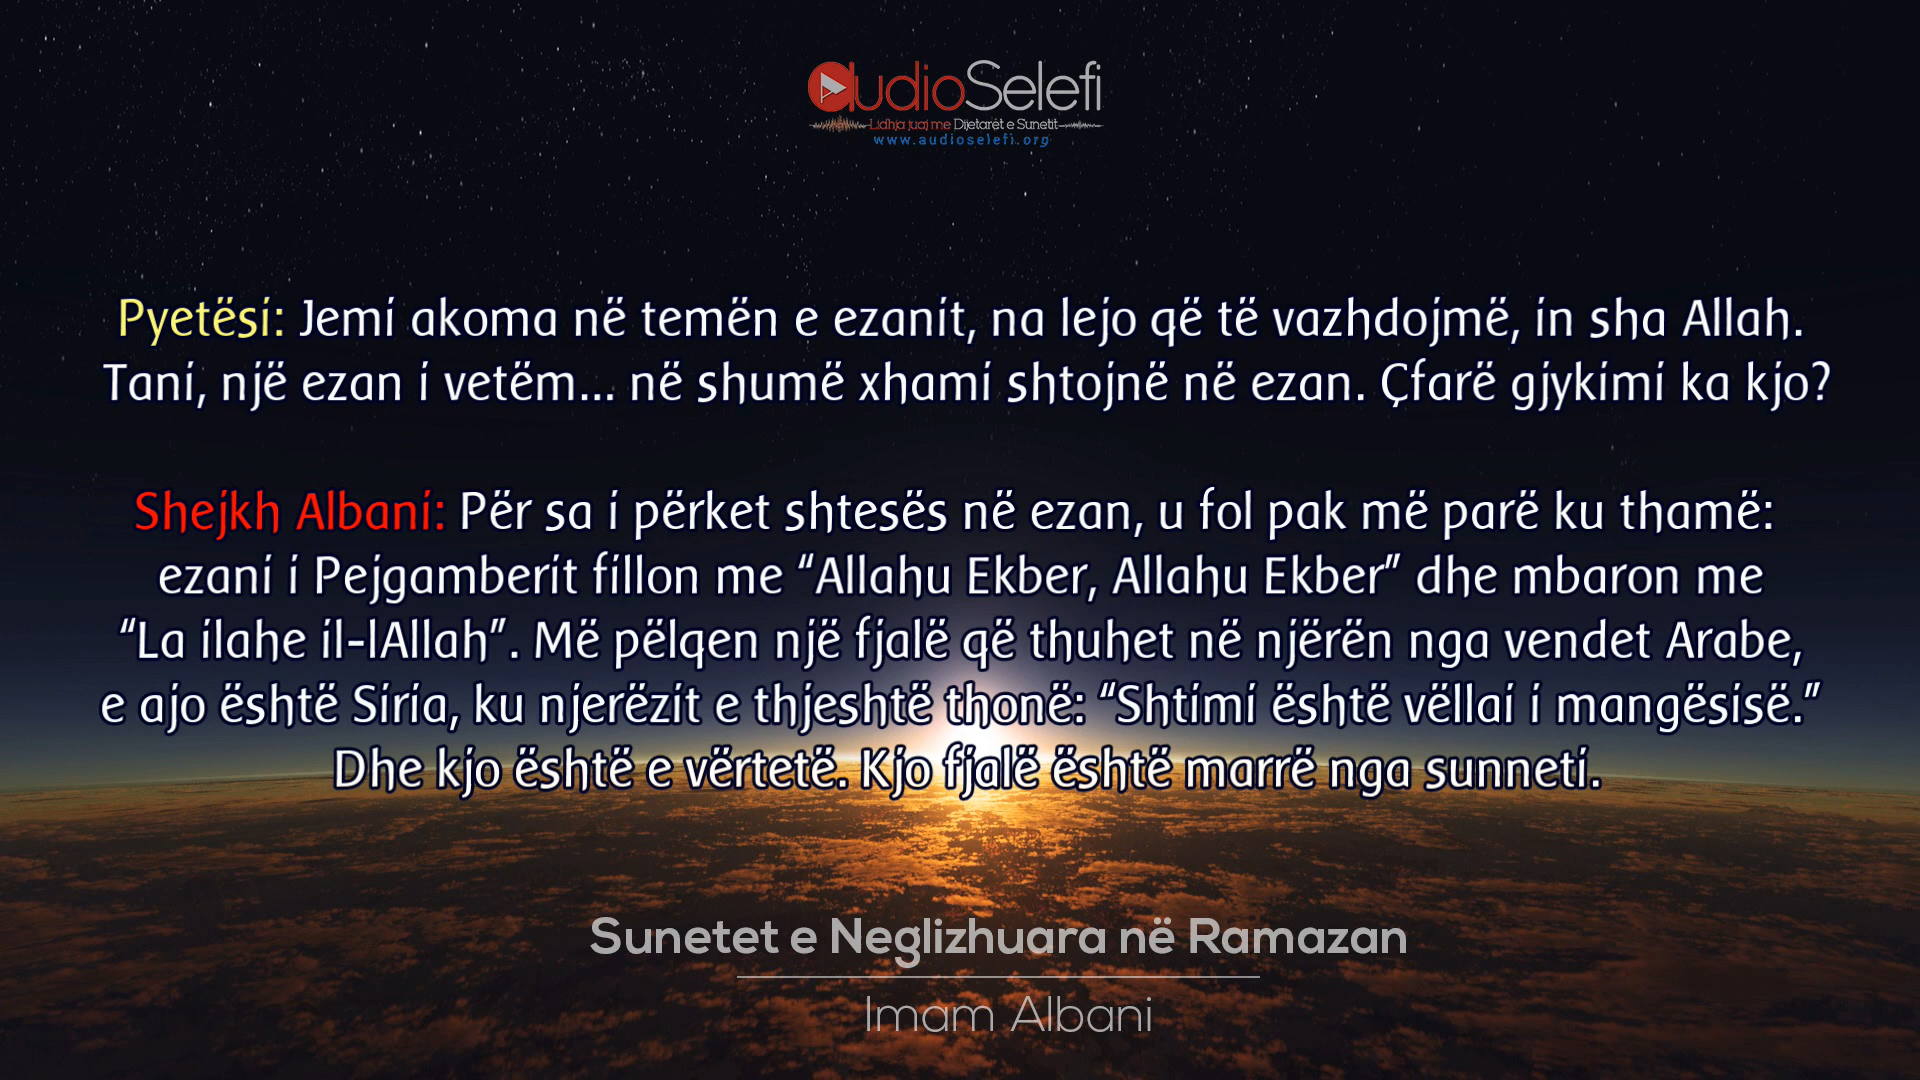 audioSelefi
Lidhja juaj me Dijetarët e Sunetit
www.audioselefi.org
Pyetësi: Jemi akoma në temën e ezanit, na lejo që të vazhdojmë, in sha Allah.
Tani, një ezan i vetëm... në shumë xhami shtojnë në ezan. Çfarë gjykimi ka kjo?
Shejkh Albani: Për sa i përket shtesës në ezan, u fol pak më parë ku thamë:
ezani i Pejgamberit fillon me “Allahu Ekber, Allahu Ekber” dhe mbaron me
“La ilahe il-lAllah”. Më pëlqen një fjalë që thuhet në njërën nga vendet Arabe,
e ajo është Siria, ku njerëzit e thjeshtë thonë: “Shtimi është vëllai i mangësisë.”
Dhe kjo është e vërtetë. Kjo fjalë është marrë nga sunneti.
Sunetet e Neglizhuara në Ramazan
Imam Albani